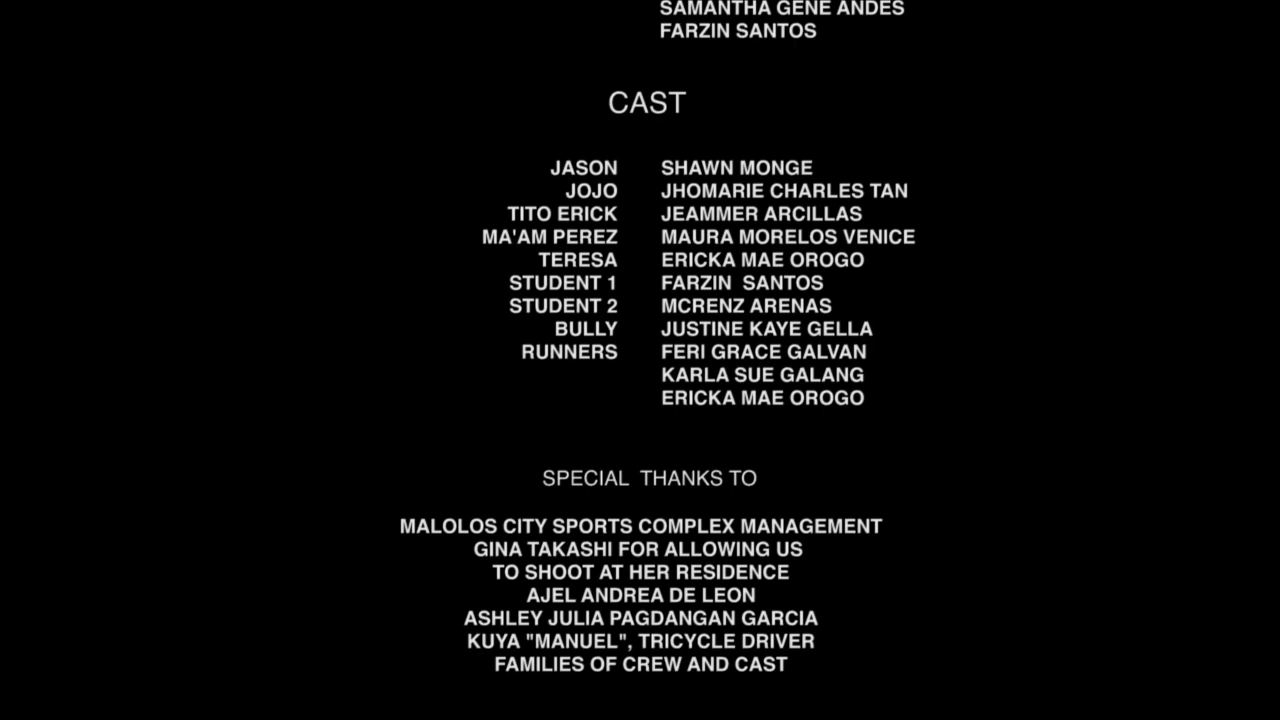 SAMANTHA GENE ANDES
FARZIN SANTOS
CAST
JASON SHAWN MONGE
JOJO JHOMARIE CHARLES TAN
TITO ERICK JEAMMER ARCILLAS
MA'AM PEREZ MAURA MORELOS VENICE
TERESA ERICKA MAE OROGO
STUDENT 1 FARZIN SANTOS
STUDENT 2 MCRENZ ARENAS
BULLY JUSTINE KAYE GELLA
RUNNERS FERI GRACE GALVAN
KARLA SUE GALANG
ERICKA MAE OROGO
SPECIAL THANKS TO
MALOLOS CITY SPORTS COMPLEX MANAGEMENT
GINA TAKASHI FOR ALLOWING US
TO SHOOT AT HER RESIDENCE
AJEL ANDREA DE LEON
ASHLEY JULIA PAGDANGAN GARCIA
KUYA "MANUEL", TRICYCLE DRIVER
FAMILIES OF CREW AND CAST